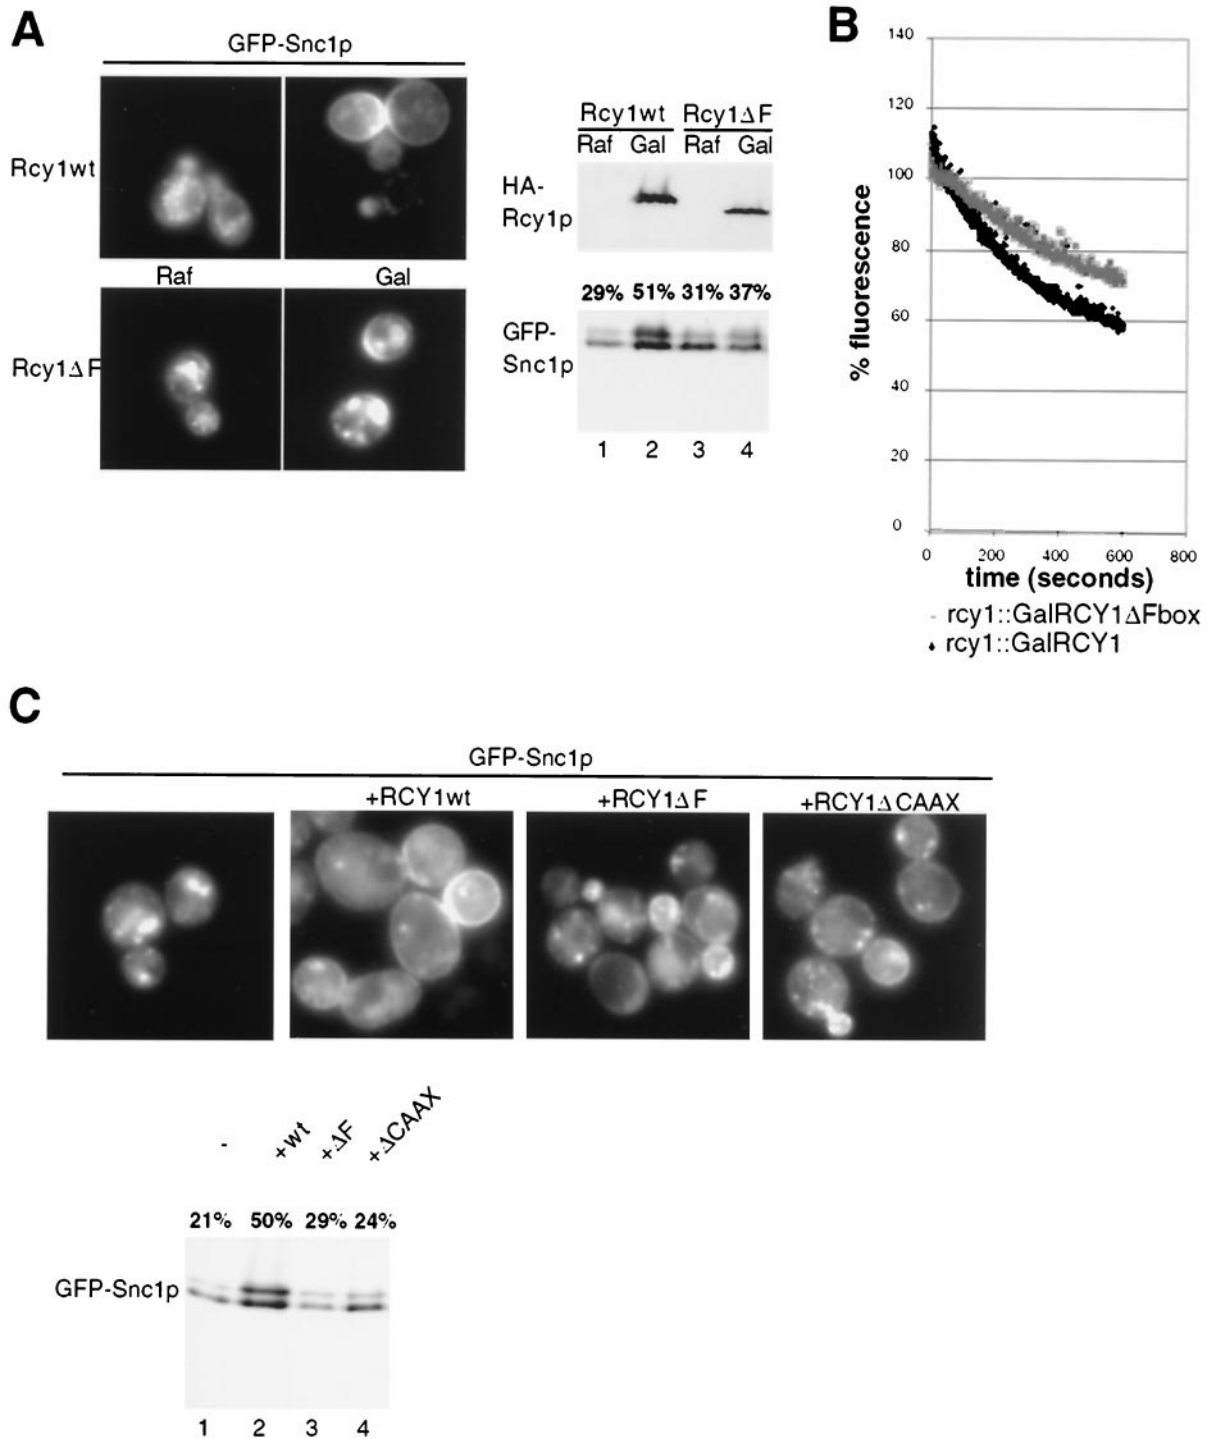 A
GFP-Snc1p
Rcy1wt
Raf Gal
Rcy1ΔF
Rcy1wt Rcy1ΔF
Raf Gal Raf Gal
HA-
Rcy1p
29% 51% 31% 37%
GFP-
Snc1p
1 2 3 4
B
140
120
100
80
60
40
20
0
% fluorescence
0 200 400 600 800
time (seconds)
rcy1::GalRCY1ΔFbox
rcy1::GalRCY1
C
GFP-Snc1p
+RCY1wt +RCY1ΔF +RCY1ΔCAAX
- +wt +ΔF +ΔCAAX
21% 50% 29% 24%
GFP-Snc1p
1 2 3 4